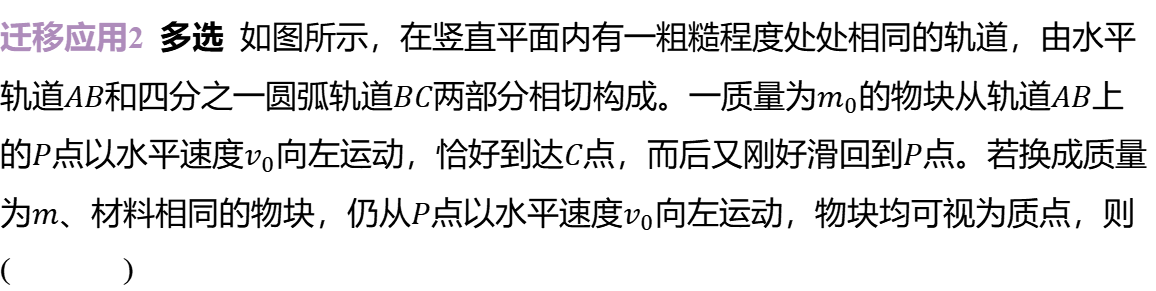 迁移应用2 多选 如图所示，在竖直平面内有一粗糙程度处处相同的轨道，由水平
轨道AB和四分之一圆弧轨道BC两部分相切构成。一质量为m₀的物块从轨道AB上
的P点以水平速度v₀向左运动，恰好到达C点，而后又刚好滑回到P点。若换成质量
为m、材料相同的物块，仍从P点以水平速度v₀向左运动，物块均可视为质点，则
(　　)